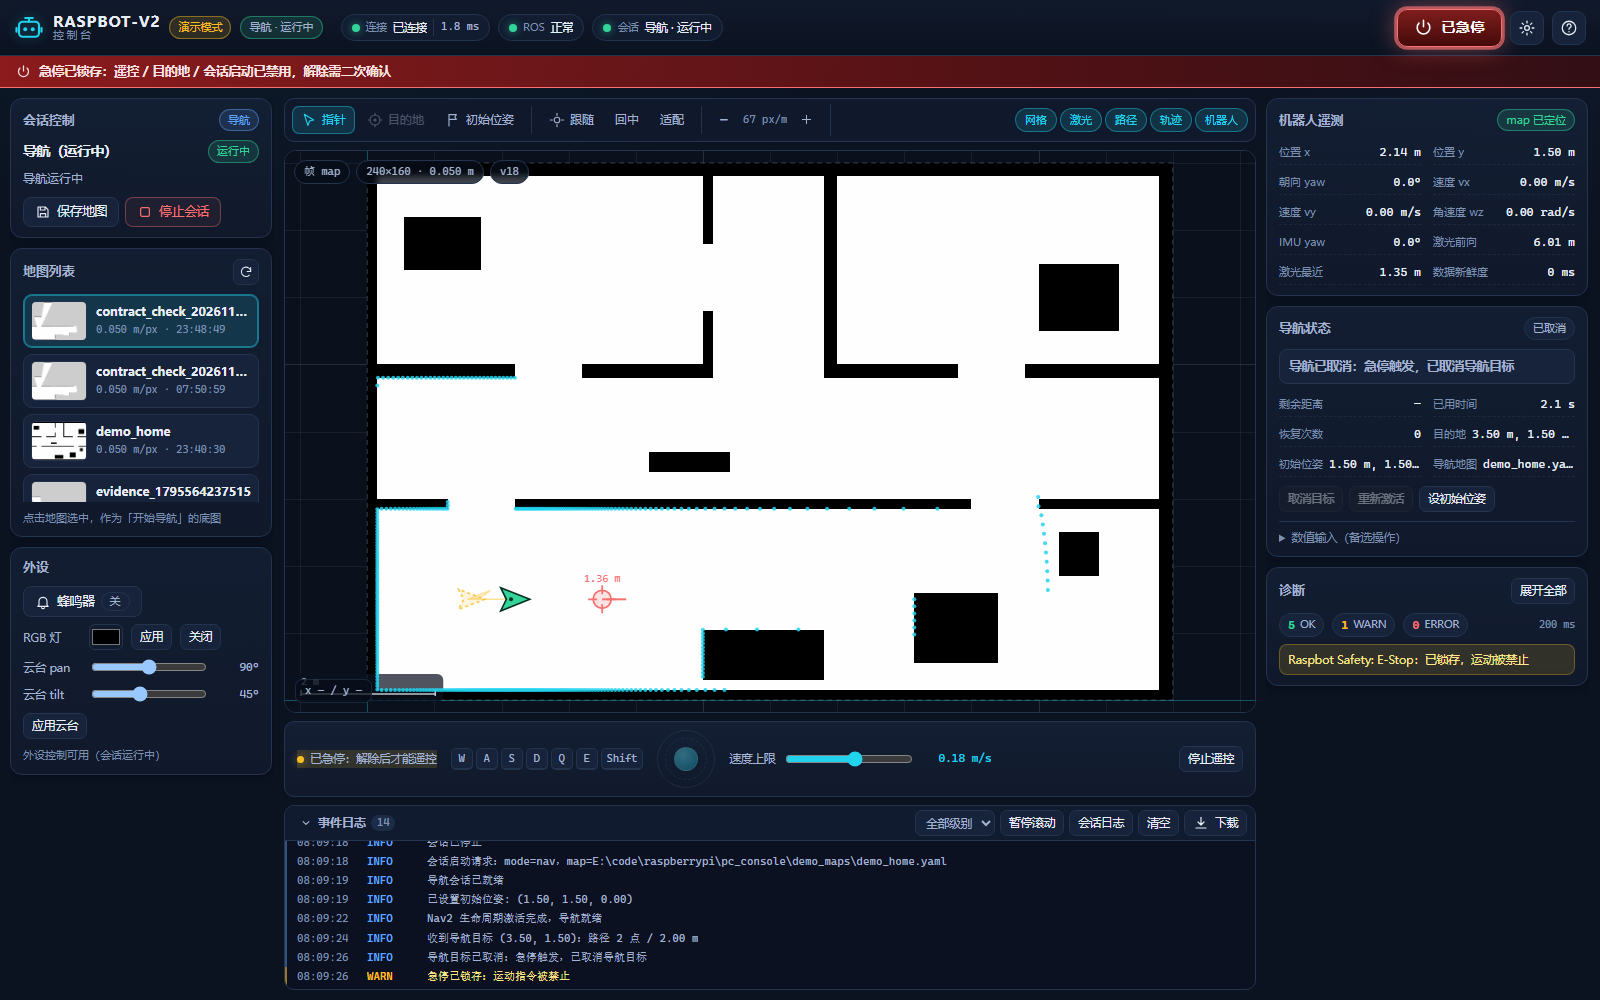 RASPBOT-V2
控制台
演示模式
导航 · 运行中
连接 已连接 1.8 ms
ROS 正常
会话 导航 · 运行中
已急停
急停已锁存：遥控 / 目的地 / 会话启动已禁用，解除需二次确认
会话控制
导航
导航（运行中）
运行中
导航运行中
保存地图
停止会话
地图列表
contract_check_202611...
0.050 m/px · 23:48:49
contract_check_202611...
0.050 m/px · 07:50:59
demo_home
0.050 m/px · 23:40:30
evidence_1795564237515
点击地图选中，作为「开始导航」的底图
外设
蜂鸣器 关
RGB 灯
应用
关闭
云台 pan
90°
云台 tilt
45°
应用云台
外设控制可用（会话运行中）
指针
目的地
初始位姿
跟随
回中
适配
− 67 px/m +
网格
激光
路径
轨迹
机器人
帧 map
240×160 · 0.050 m
v18
1.36 m
2 m
x − / y −
已急停：解除后才能遥控
W A S D Q E Shift
速度上限
0.18 m/s
停止遥控
事件日志 14
全部级别
暂停滚动
会话日志
清空
下载
08:09:18 INFO 会话已停止
08:09:18 INFO 会话启动请求：mode=nav，map=E:\code\raspberrypi\pc_console\demo_maps\demo_home.yaml
08:09:19 INFO 导航会话已就绪
08:09:19 INFO 已设置初始位姿：(1.50, 1.50, 0.00)
08:09:22 INFO Nav2 生命周期激活完成，导航就绪
08:09:24 INFO 收到导航目标 (3.50, 1.50)：路径 2 点 / 2.00 m
08:09:26 INFO 导航目标已取消：急停触发，已取消导航目标
08:09:26 WARN 急停已锁存：运动指令被禁止
机器人遥测
map 已定位
位置 x 2.14 m
位置 y 1.50 m
朝向 yaw 0.0°
速度 vx 0.00 m/s
速度 vy 0.00 m/s
角速度 wz 0.00 rad/s
IMU yaw 0.0°
激光前向 6.01 m
激光最近 1.35 m
数据新鲜度 0 ms
导航状态
已取消
导航已取消：急停触发，已取消导航目标
剩余距离 −
已用时间 2.1 s
恢复次数 0
目的地 3.50 m, 1.50 …
初始位姿 1.50 m, 1.50…
导航地图 demo_home.ya…
取消目标
重新激活
设初始位姿
数值输入（备选操作）
诊断
展开全部
5 OK
1 WARN
0 ERROR
200 ms
Raspbot Safety: E-Stop：已锁存，运动被禁止